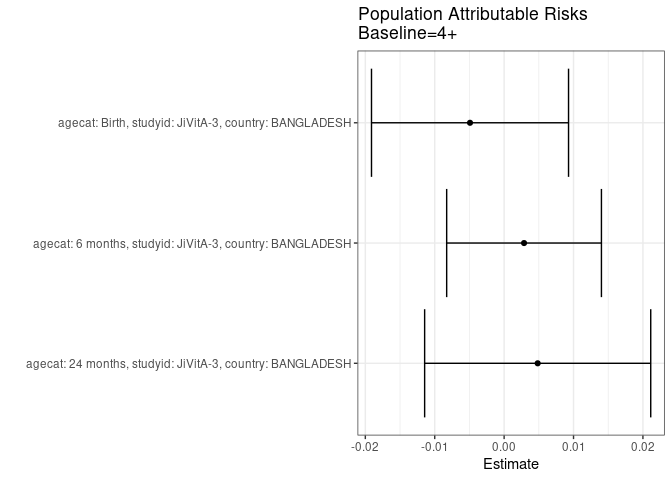 Population Attributable Risks
Baseline=4+
agecat: Birth, studyid: JiVitA-3, country: BANGLADESH
agecat: 6 months, studyid: JiVitA-3, country: BANGLADESH
agecat: 24 months, studyid: JiVitA-3, country: BANGLADESH
-0.02 -0.01 0.00 0.01 0.02
Estimate